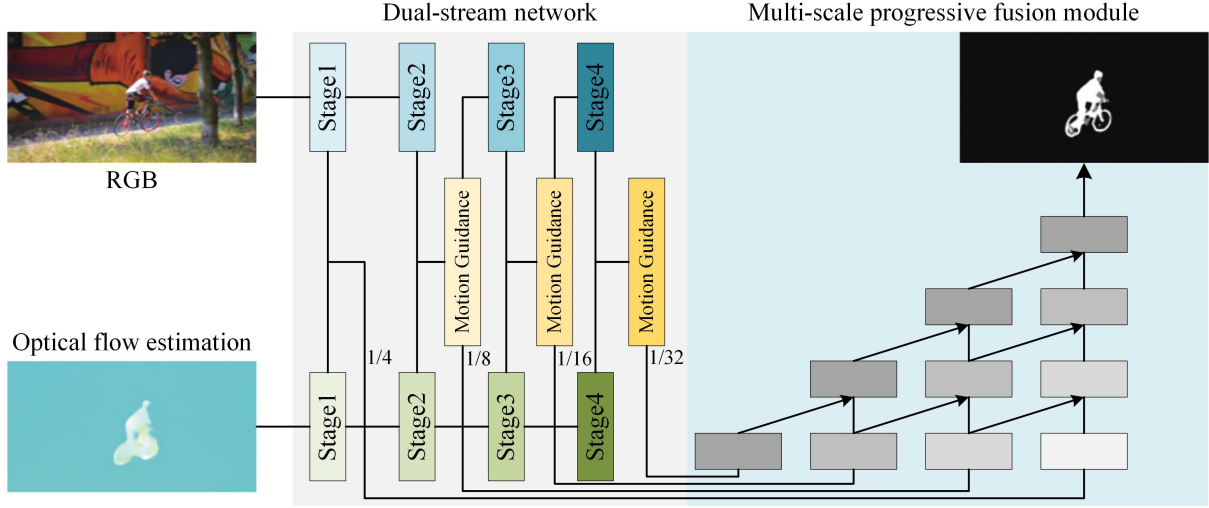 Dual-stream network
Multi-scale progressive fusion module
Stage1
Stage2
Stage3
Stage4
RGB
Motion Guidance
Motion Guidance
Motion Guidance
Optical flow estimation
1/4
1/8
1/16
1/32
Stage1
Stage2
Stage3
Stage4